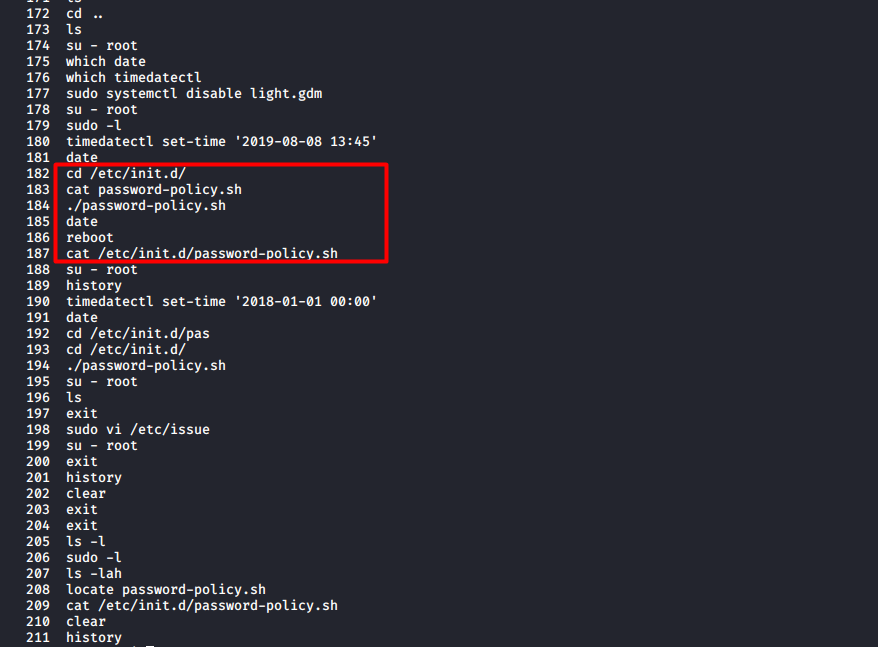 171 ls
172 cd ..
173 ls
174 su - root
175 which date
176 which timedatectl
177 sudo systemctl disable light.gdm
178 su - root
179 sudo -l
180 timedatectl set-time '2019-08-08 13:45'
181 date
182 cd /etc/init.d/
183 cat password-policy.sh
184 ./password-policy.sh
185 date
186 reboot
187 cat /etc/init.d/password-policy.sh
188 su - root
189 history
190 timedatectl set-time '2018-01-01 00:00'
191 date
192 cd /etc/init.d/pas
193 cd /etc/init.d/
194 ./password-policy.sh
195 su - root
196 ls
197 exit
198 sudo vi /etc/issue
199 su - root
200 exit
201 history
202 clear
203 exit
204 exit
205 ls -l
206 sudo -l
207 ls -lah
208 locate password-policy.sh
209 cat /etc/init.d/password-policy.sh
210 clear
211 history